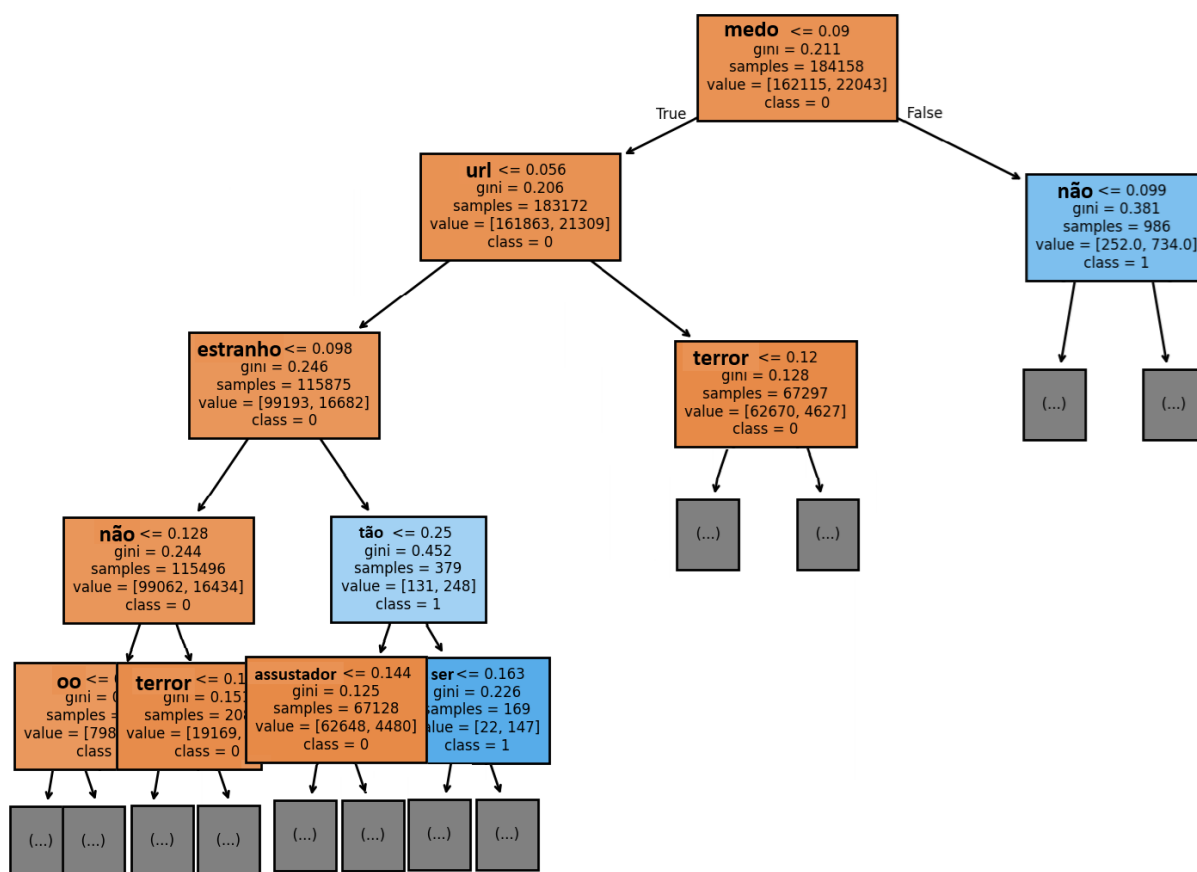 medo <= 0.09
gini = 0.211
samples = 184158
value = [162115, 22043]
class = 0
True
False
url <= 0.056
gini = 0.206
samples = 183172
value = [161863, 21309]
class = 0
não <= 0.099
gini = 0.381
samples = 986
value = [252.0, 734.0]
class = 1
estranho <= 0.098
gini = 0.246
samples = 115875
value = [99193, 16682]
class = 0
terror <= 0.12
gini = 0.128
samples = 67297
value = [62670, 4627]
class = 0
(...)
(...)
(...)
(...)
não <= 0.128
gini = 0.244
samples = 115496
value = [99062, 16434]
class = 0
tão <= 0.25
gini = 0.452
samples = 379
value = [131, 248]
class = 1
oo <=
gini =
samples =
value = [798
class
terror <= 0.1
gini = 0.151
samples = 208
value = [19169,
class = 0
assustador <= 0.144
gini = 0.125
samples = 67128
value = [62648, 4480]
class = 0
ser <= 0.163
gini = 0.226
samples = 169
value = [22, 147]
class = 1
(...)
(...)
(...)
(...)
(...)
(...)
(...)
(...)